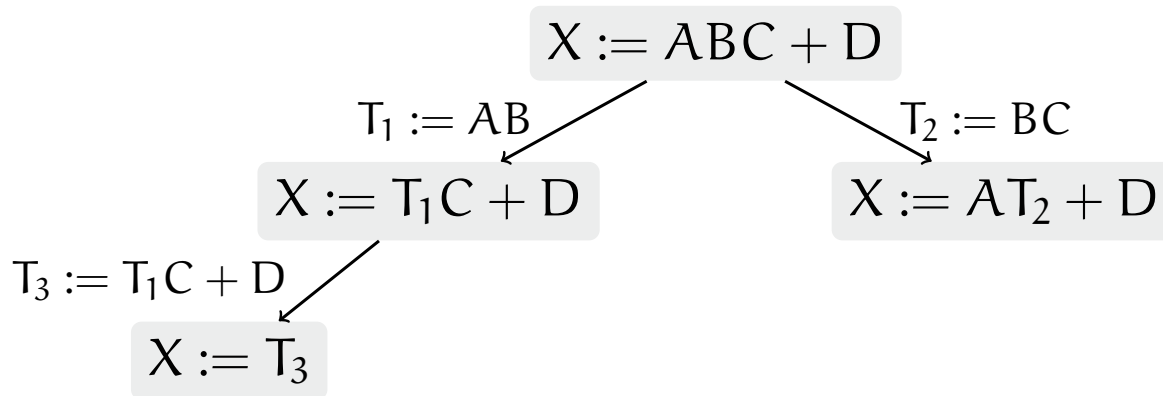 X := ABC + D
T₁ := AB
T₂ := BC
X := T₁C + D
X := AT₂ + D
T₃ := T₁C + D
X := T₃